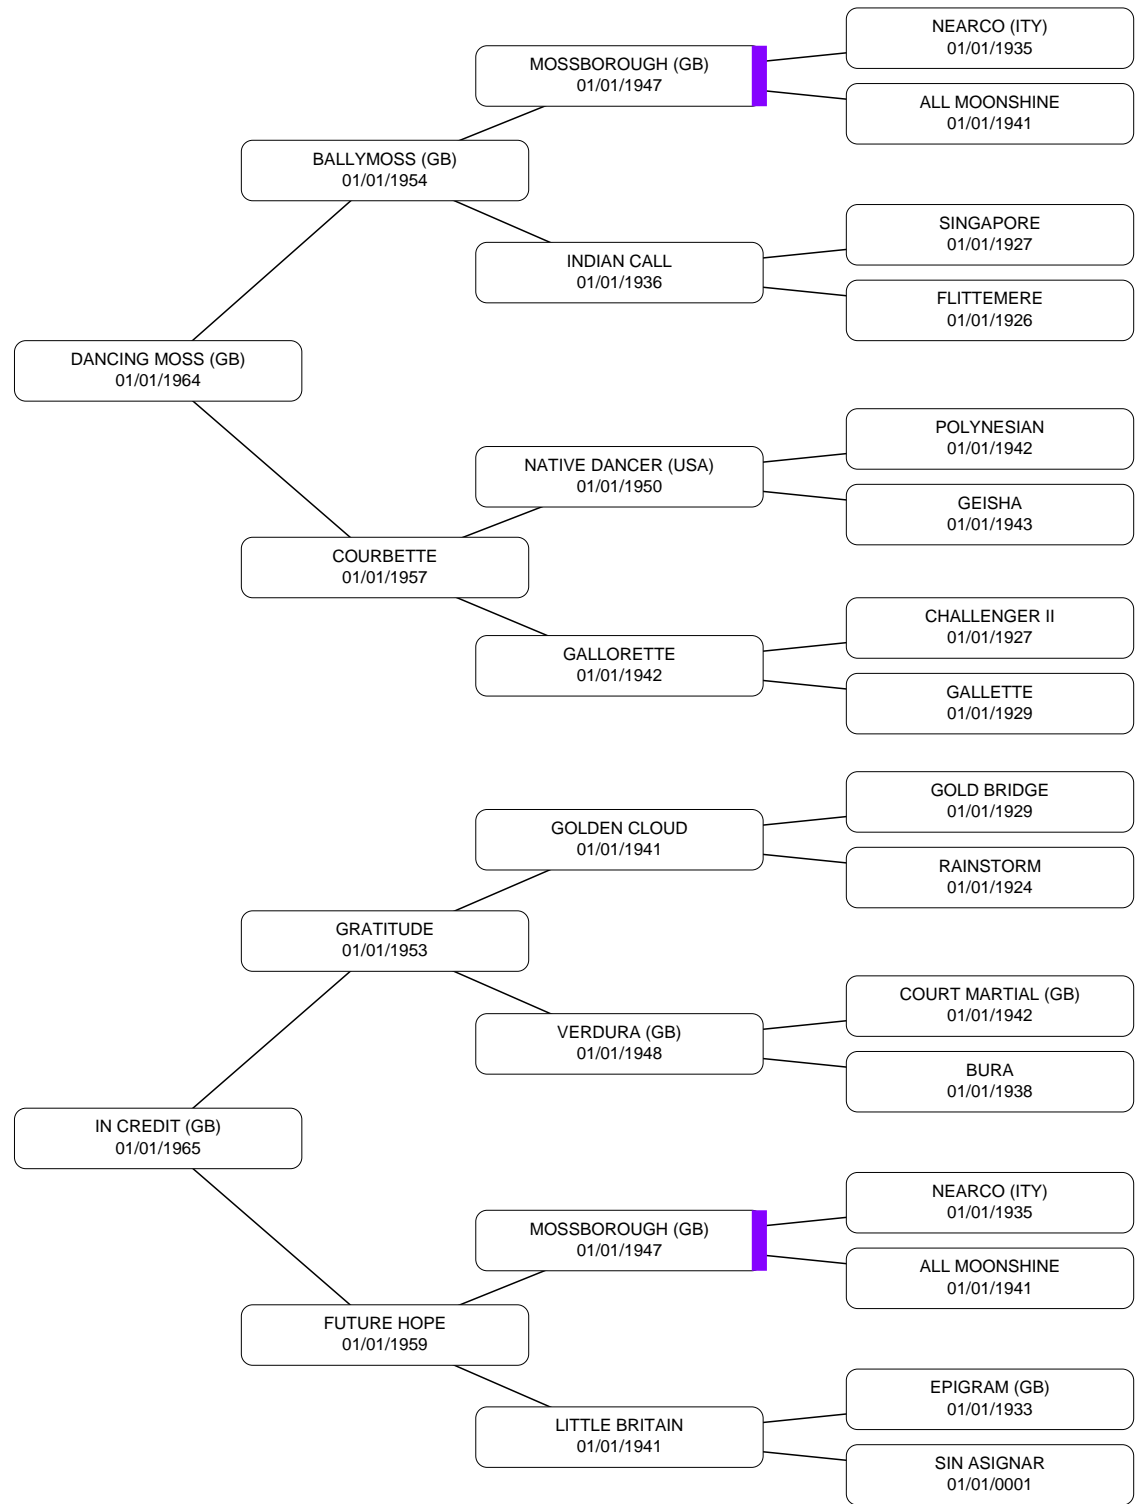 NEARCO (ITY)
01/01/1935
MOSSBOROUGH (GB)
01/01/1947
ALL MOONSHINE
01/01/1941
BALLYMOSS (GB)
01/01/1954
SINGAPORE
01/01/1927
INDIAN CALL
01/01/1936
FLITTEMERE
01/01/1926
DANCING MOSS (GB)
01/01/1964
POLYNESIAN
01/01/1942
NATIVE DANCER (USA)
01/01/1950
GEISHA
01/01/1943
COURBETTE
01/01/1957
CHALLENGER II
01/01/1927
GALLORETTE
01/01/1942
GALLETTE
01/01/1929
GOLD BRIDGE
01/01/1929
GOLDEN CLOUD
01/01/1941
RAINSTORM
01/01/1924
GRATITUDE
01/01/1953
COURT MARTIAL (GB)
01/01/1942
VERDURA (GB)
01/01/1948
BURA
01/01/1938
IN CREDIT (GB)
01/01/1965
NEARCO (ITY)
01/01/1935
MOSSBOROUGH (GB)
01/01/1947
ALL MOONSHINE
01/01/1941
FUTURE HOPE
01/01/1959
EPIGRAM (GB)
01/01/1933
LITTLE BRITAIN
01/01/1941
SIN ASIGNAR
01/01/0001